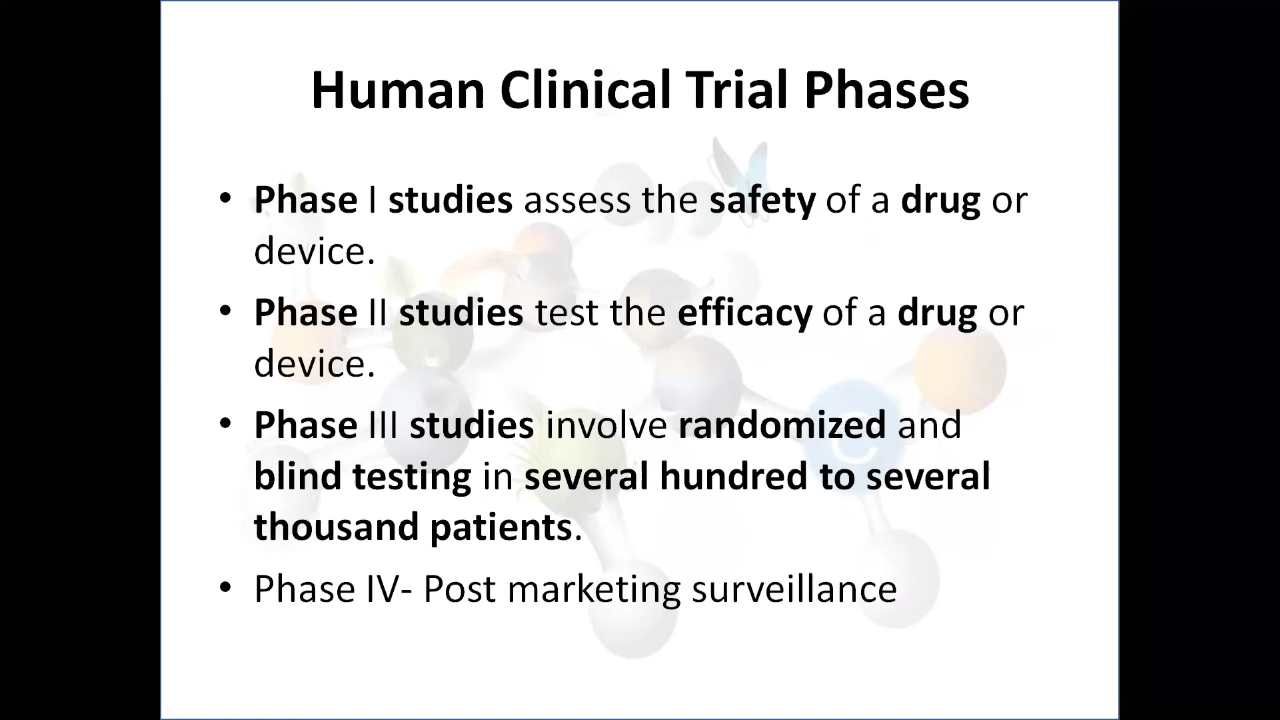 Human Clinical Trial Phases
• Phase I studies assess the safety of a drug or
device.
• Phase II studies test the efficacy of a drug or
device.
• Phase III studies involve randomized and
blind testing in several hundred to several
thousand patients.
• Phase IV- Post marketing surveillance
C